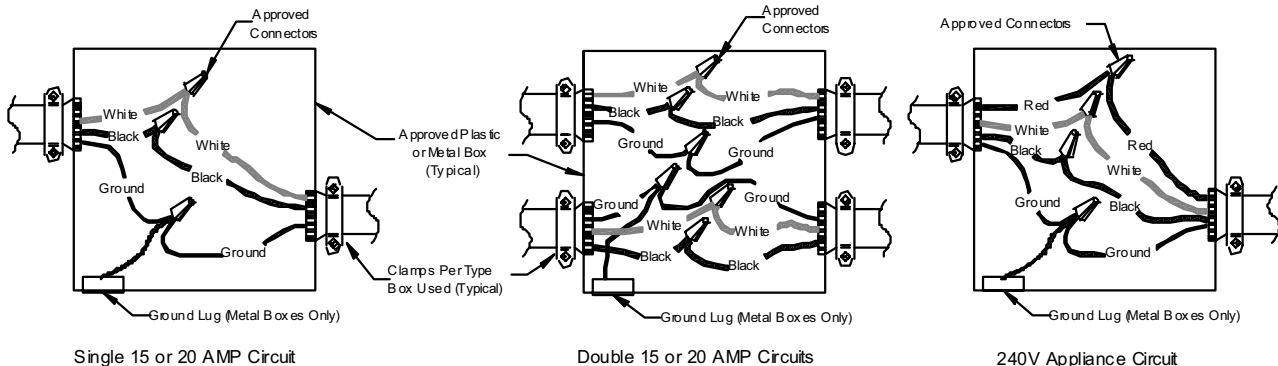 Approved
Connectors
White
Black
White
Ground
Black
Ground
Ground Lug (Metal Boxes Only)
Single 15 or 20 AMP Circuit
Approved Plastic
or Metal Box
(Typical)
Clamps Per Type
Box Used (Typical)
Approved
Connectors
White
White
Black
Black
Ground
Ground
Ground
Ground
White
White
Black
Black
Ground Lug (Metal Boxes Only)
Double 15 or 20 AMP Circuits
Approved Connectors
Red
White
Black
Red
White
Ground
Black
Ground
Ground Lug (Metal Boxes Only)
240V Appliance Circuit